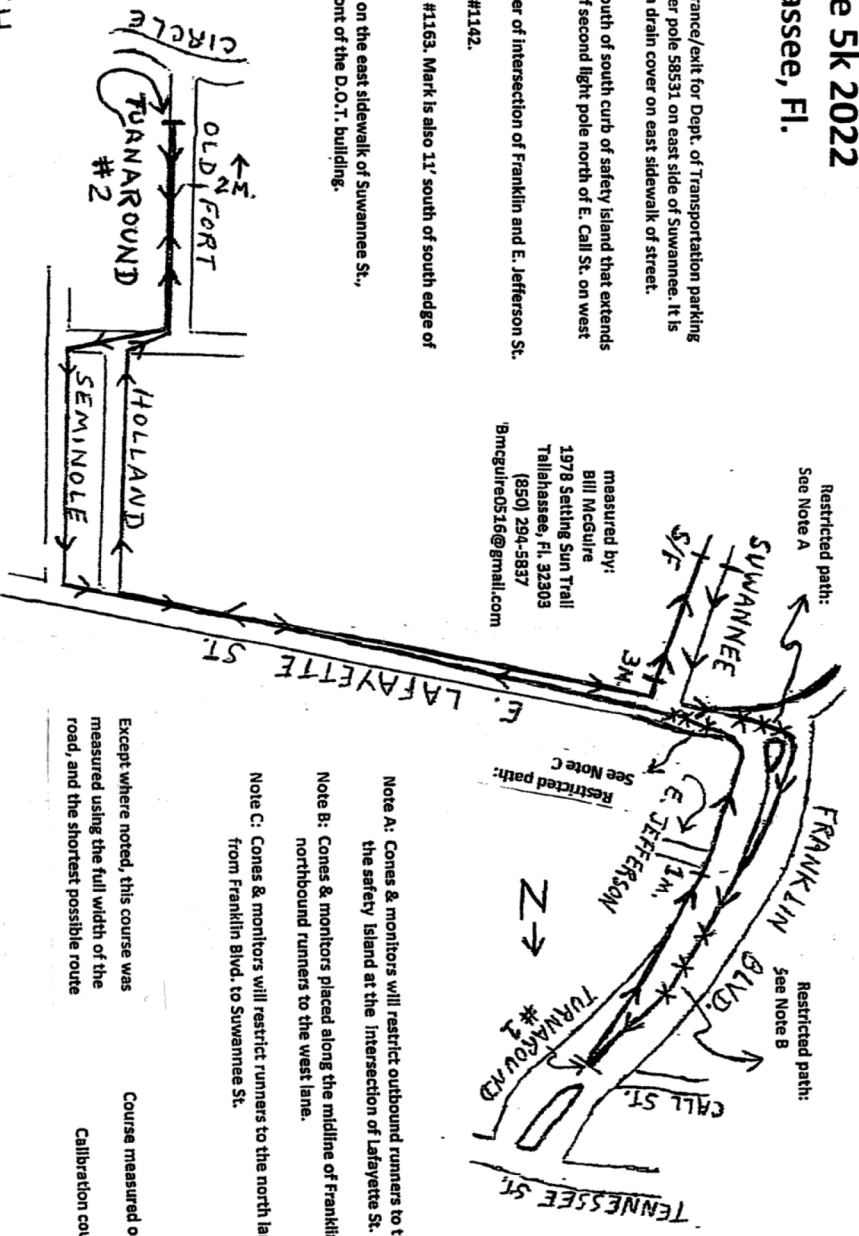 e 5k 2022
assee, Fl.
rance/exit for Dept. of Transportation parking
er pole 58531 on east side of Suwannee. It is
drain cover on east sidewalk of street.
outh of south curb of safety island that extends
f second light pole north of E. Call St. on west
er of intersection of Franklin and E. Jefferson St.
#1142.
#1163. Mark is also 11' south of south edge of
on the east sidewalk of Suwannee St.,
ont of the D.O.T. building.
measured by:
Bill McGuire
1978 Setting Sun Trail
Tallahassee, Fl. 32303
(850) 294-5837
'Bmcguire0516@gmail.com
Restricted path:
See Note A
Restricted path:
See Note B
Restricted path:
See Note C
SUWANNEE
S/F
3M.
FRANKLIN BLVD.
E. JEFFERSON
1M.
TURNAROUND
#1
CALL ST.
TENNESSEE ST.
N
E. LAFAYETTE ST.
HOLLAND
SEMINOLE
OLD FORT
2M.
TURNAROUND
#2
CIRCLE
Note A: Cones & monitors will restrict outbound runners to t
the safety island at the intersection of Lafayette St.
Note B: Cones & monitors placed along the midline of Frankli
northbound runners to the west lane.
Note C: Cones & monitors will restrict runners to the north la
from Franklin Blvd. to Suwannee St.
Except where noted, this course was
measured using the full width of the
road, and the shortest possible route
Course measured o
Calibration cou